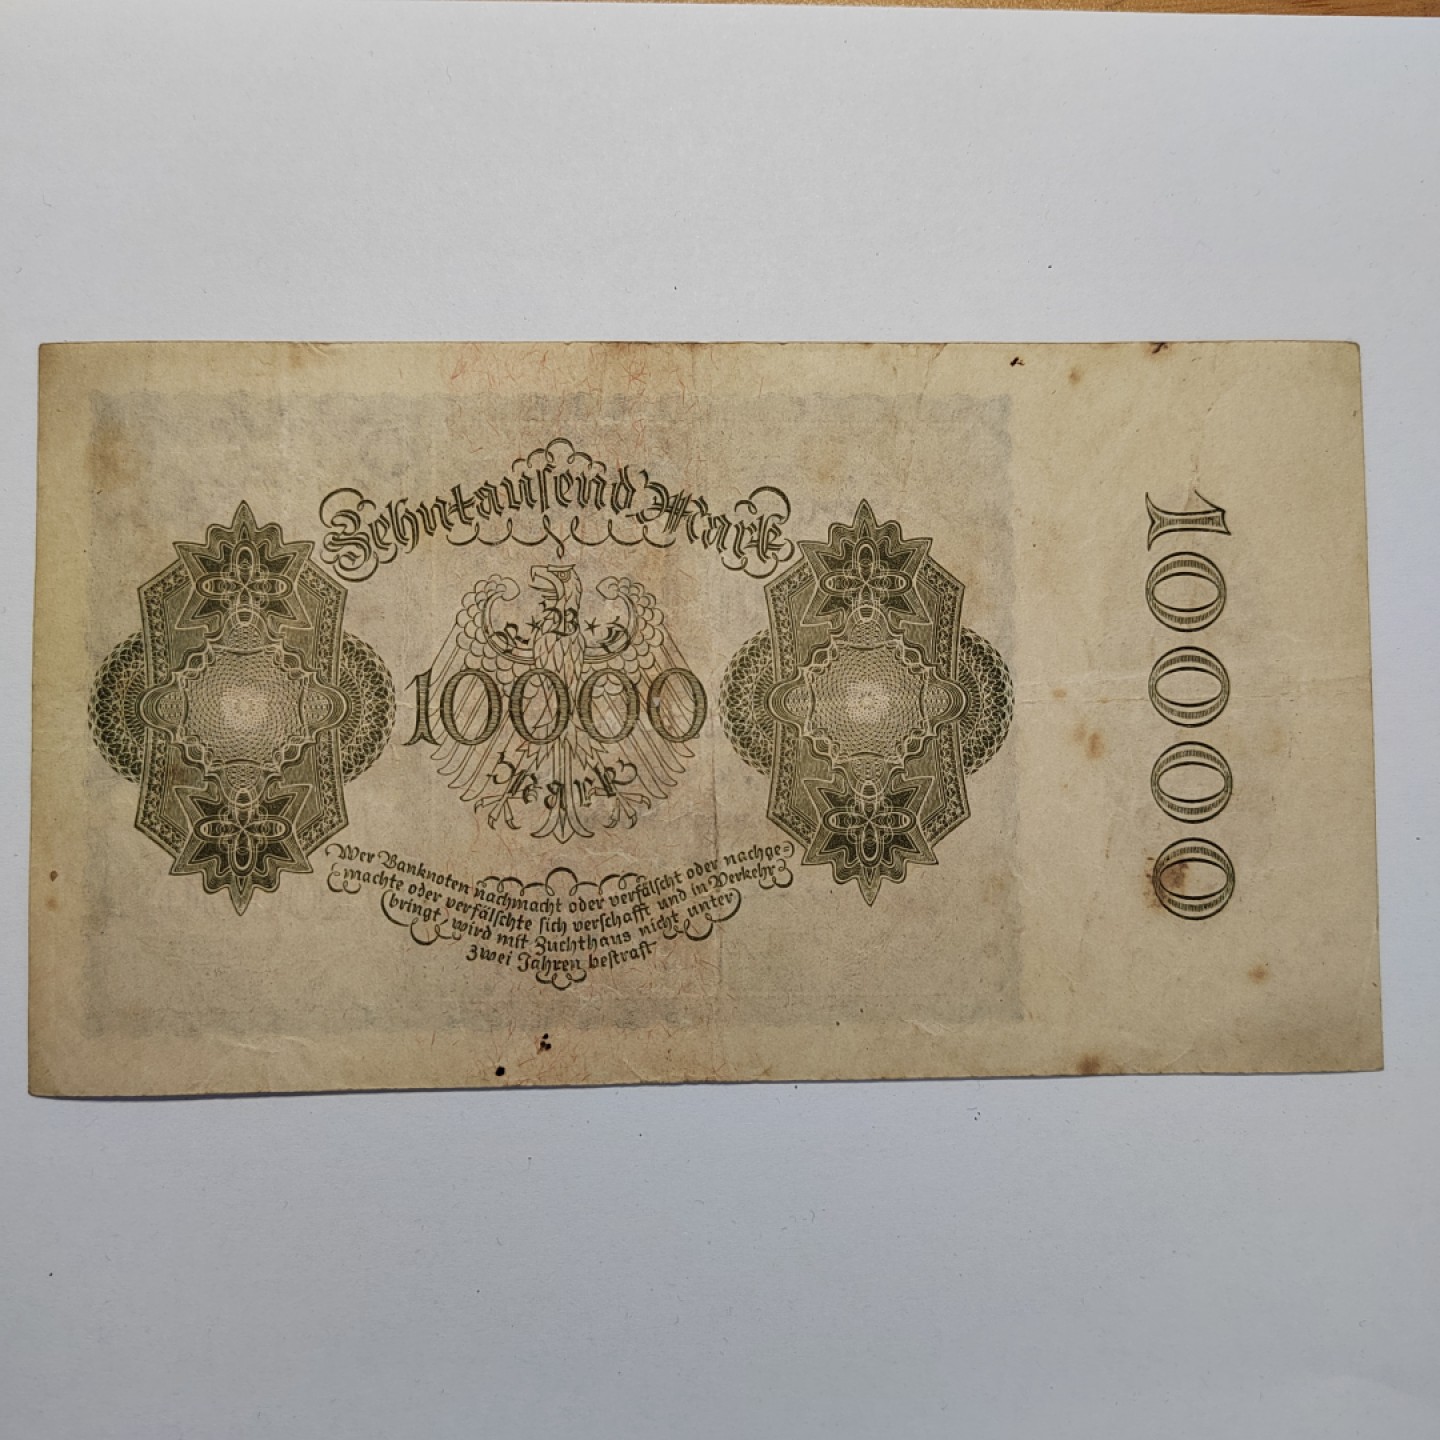 Zehntausend Mark
R★B★D
10000
Mark
Wer Banknoten nachmacht oder verfälscht oder nachge=
machte oder verfälschte sich verschafft und in Verkehr
bringt, wird mit Zuchthaus nicht unter
zwei Jahren bestraft
10000